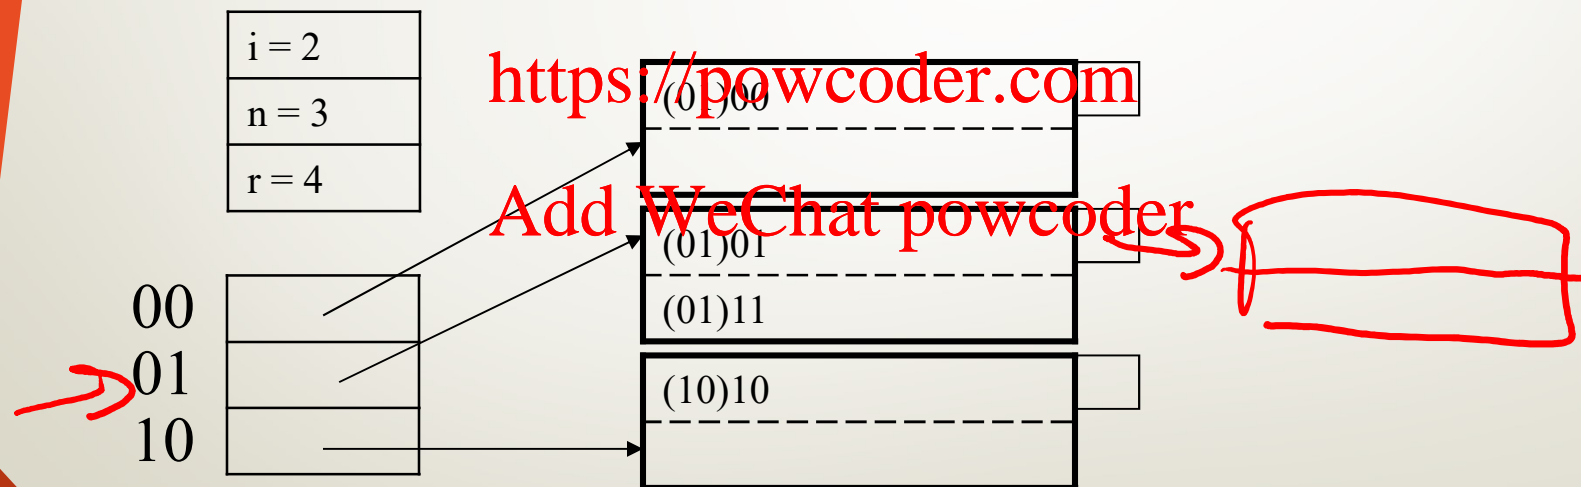 i = 2
n = 3
r = 4
https://powcoder.com
(01)00
Add WeChat powcoder
(01)01
(01)11
(10)10
00
01
10